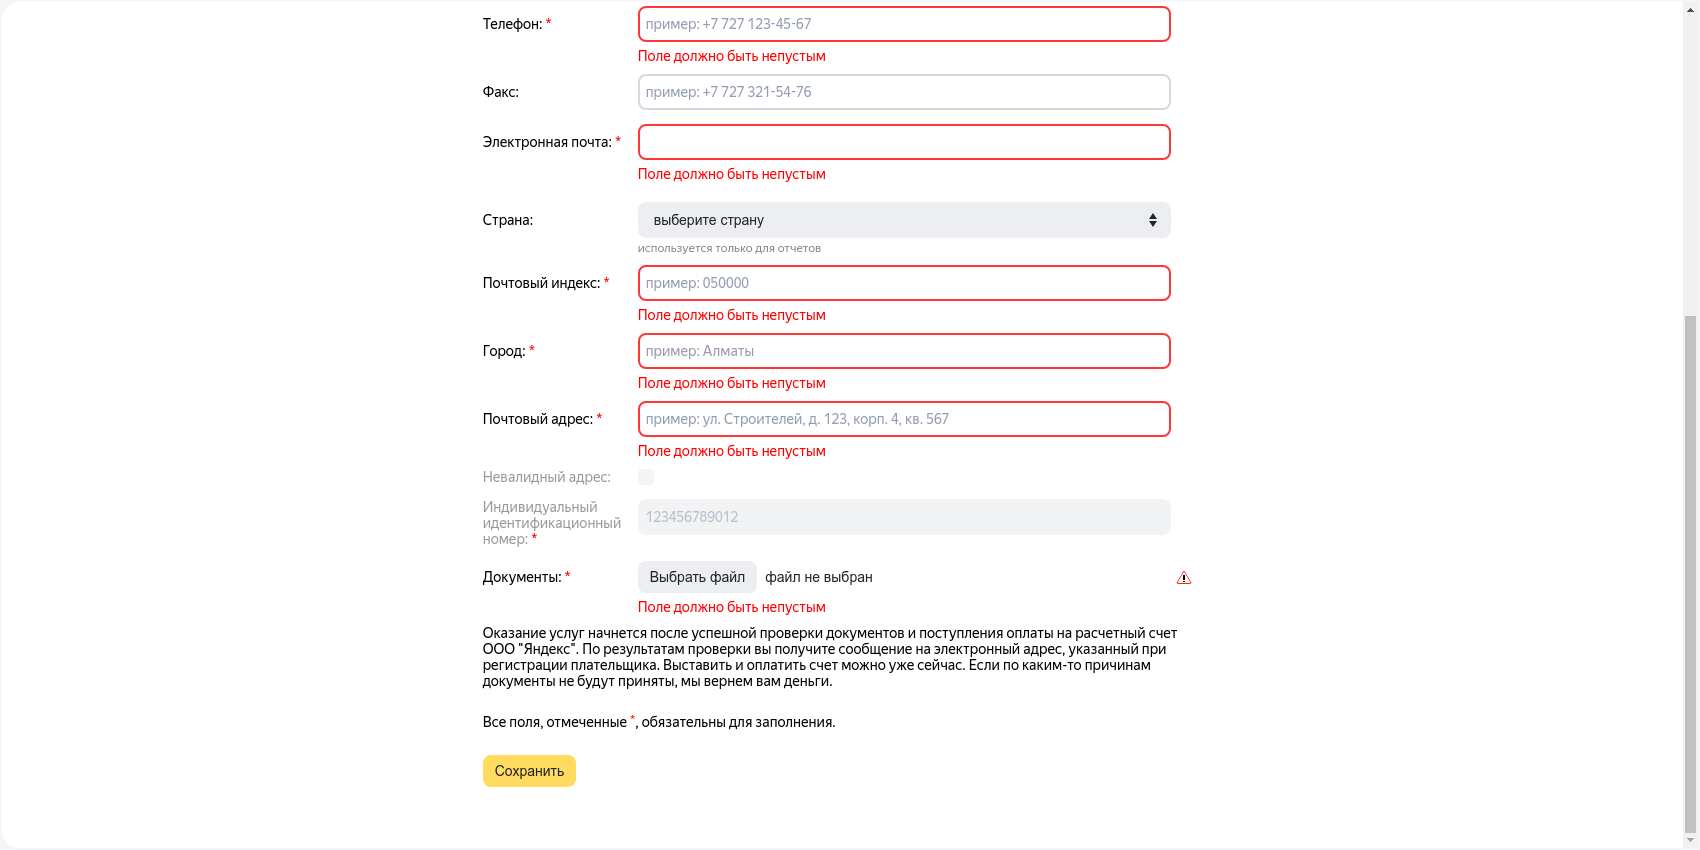 Телефон: *
пример: +7 727 123-45-67
Поле должно быть непустым
Факс:
пример: +7 727 321-54-76
Электронная почта: *
Поле должно быть непустым
Страна:
выберите страну
используется только для отчетов
Почтовый индекс: *
пример: 050000
Поле должно быть непустым
Город: *
пример: Алматы
Поле должно быть непустым
Почтовый адрес: *
пример: ул. Строителей, д. 123, корп. 4, кв. 567
Поле должно быть непустым
Невалидный адрес:
Индивидуальный
идентификационный
номер: *
123456789012
Документы: *
Выбрать файл
файл не выбран
Поле должно быть непустым
Оказание услуг начнется после успешной проверки документов и поступления оплаты на расчетный счет
ООО "Яндекс". По результатам проверки вы получите сообщение на электронный адрес, указанный при
регистрации плательщика. Выставить и оплатить счет можно уже сейчас. Если по каким-то причинам
документы не будут приняты, мы вернем вам деньги.
Все поля, отмеченные *, обязательны для заполнения.
Сохранить